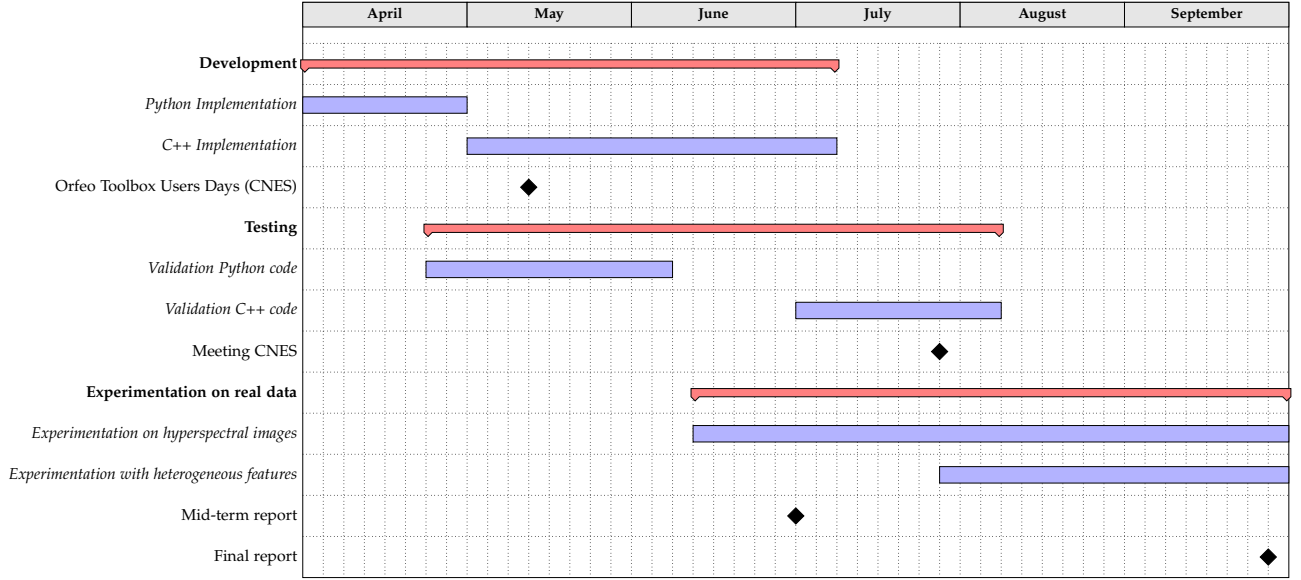 April May June July August September
Development
Python Implementation
C++ Implementation
Orfeo Toolbox Users Days (CNES)
Testing
Validation Python code
Validation C++ code
Meeting CNES
Experimentation on real data
Experimentation on hyperspectral images
Experimentation with heterogeneous features
Mid-term report
Final report